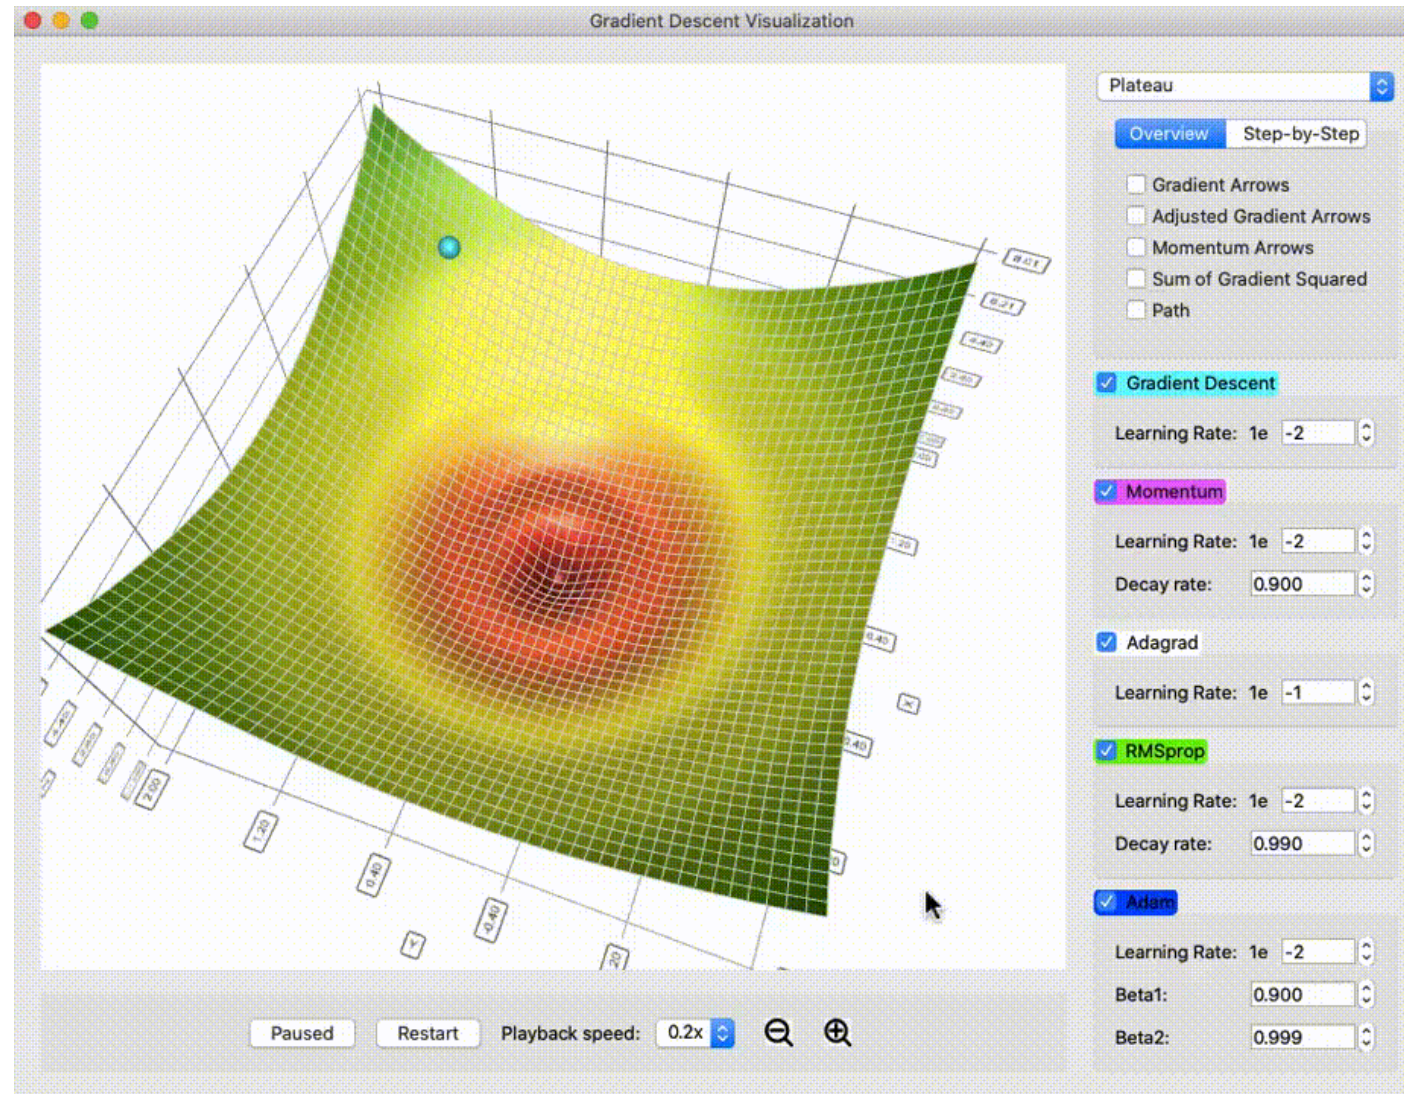 Gradient Descent Visualization
Plateau
Overview Step-by-Step
Gradient Arrows
Adjusted Gradient Arrows
Momentum Arrows
Sum of Gradient Squared
Path
Gradient Descent
Learning Rate: 1e -2
Momentum
Learning Rate: 1e -2
Decay rate: 0.900
Adagrad
Learning Rate: 1e -1
RMSprop
Learning Rate: 1e -2
Decay rate: 0.990
Adam
Learning Rate: 1e -2
Beta1: 0.900
Beta2: 0.999
X
2.00
1.20
0.40
-0.40
Y
Paused Restart Playback speed: 0.2x